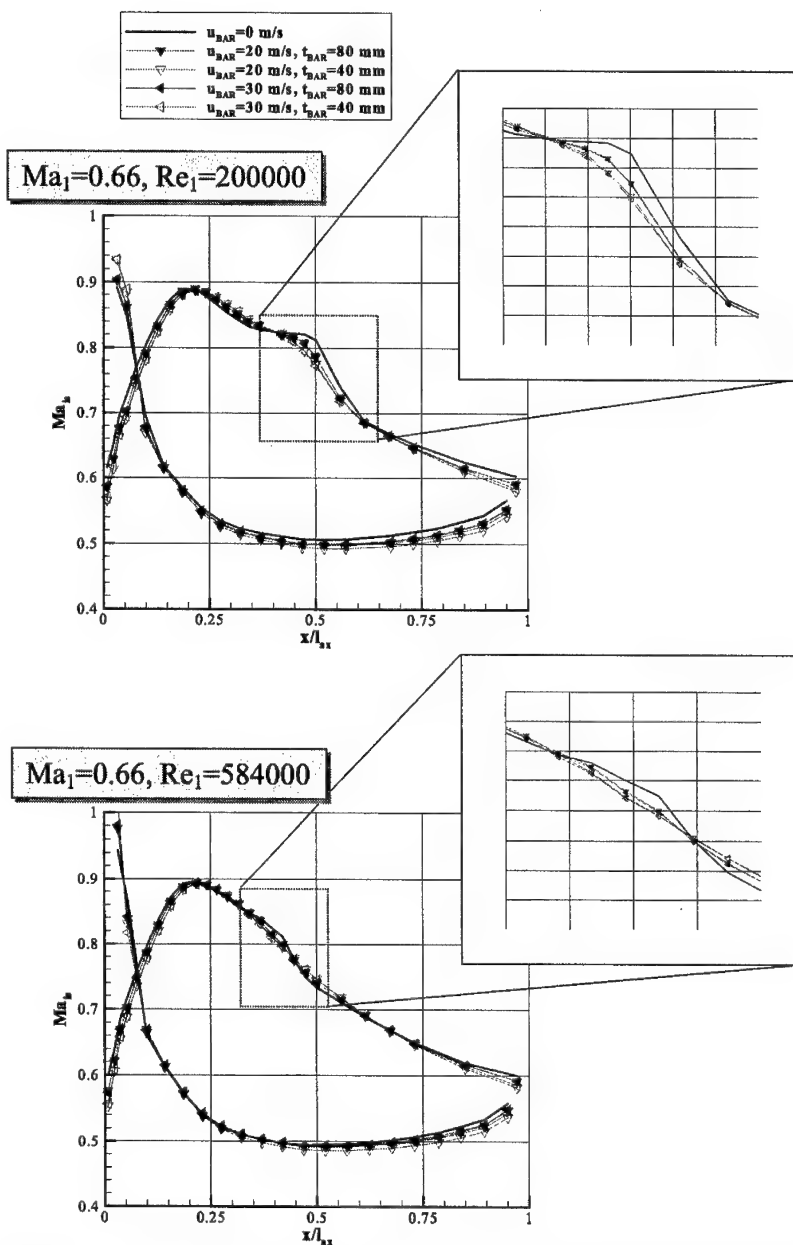 u_BAR=0 m/s
u_BAR=20 m/s, t_BAR=80 mm
u_BAR=20 m/s, t_BAR=40 mm
u_BAR=30 m/s, t_BAR=80 mm
u_BAR=30 m/s, t_BAR=40 mm
Ma₁=0.66, Re₁=200000
1
0.9
0.8
0.7
0.6
0.5
0.4
Ma_is
0
0.25
0.5
0.75
1
x/l_ax
Ma₁=0.66, Re₁=584000
1
0.9
0.8
0.7
0.6
0.5
0.4
Ma_is
0
0.25
0.5
0.75
1
x/l_ax